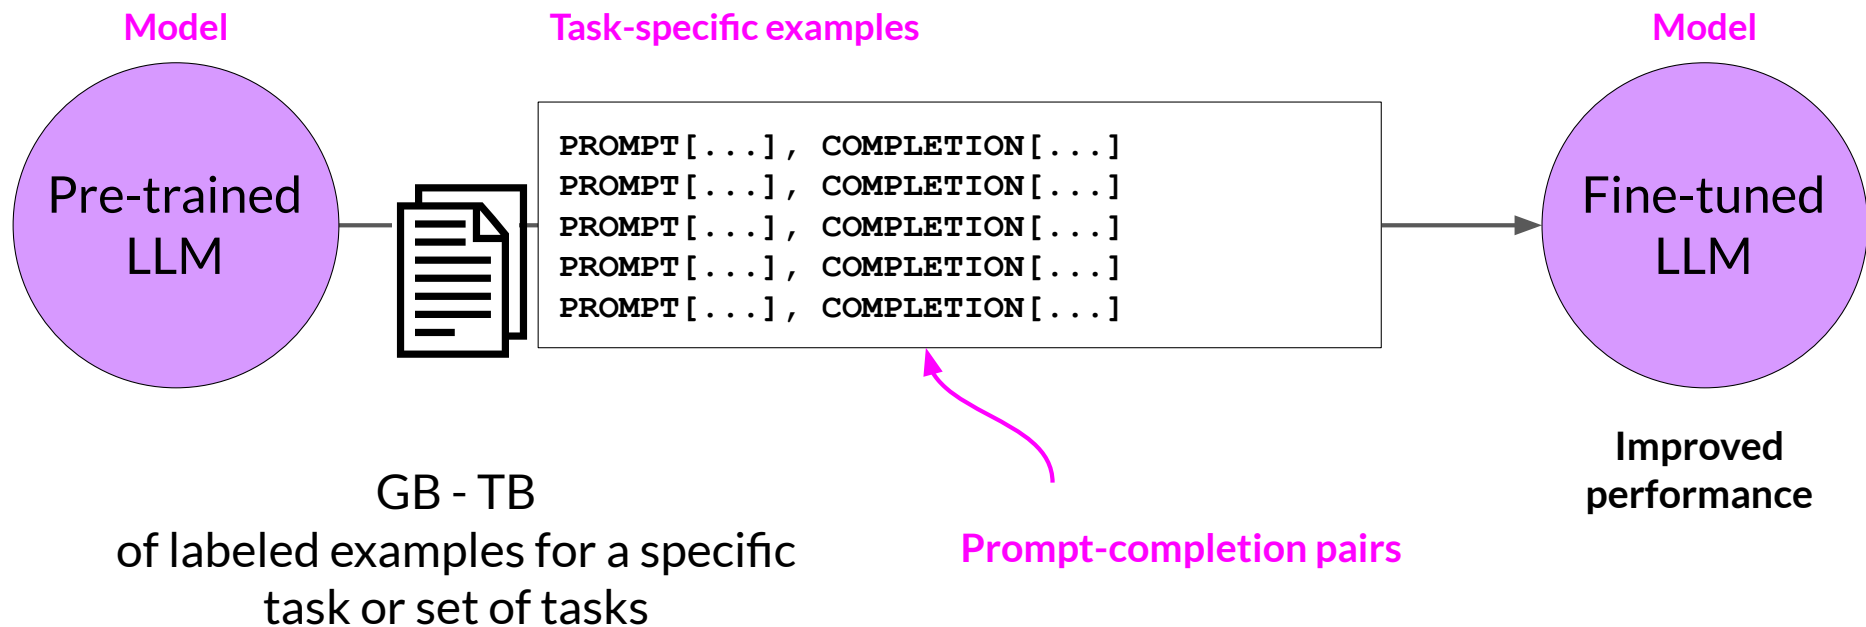 Model
Task-specific examples
Model
Pre-trained
LLM
PROMPT[...], COMPLETION[...]
PROMPT[...], COMPLETION[...]
PROMPT[...], COMPLETION[...]
PROMPT[...], COMPLETION[...]
PROMPT[...], COMPLETION[...]
Fine-tuned
LLM
GB - TB
of labeled examples for a specific
task or set of tasks
Prompt-completion pairs
Improved
performance